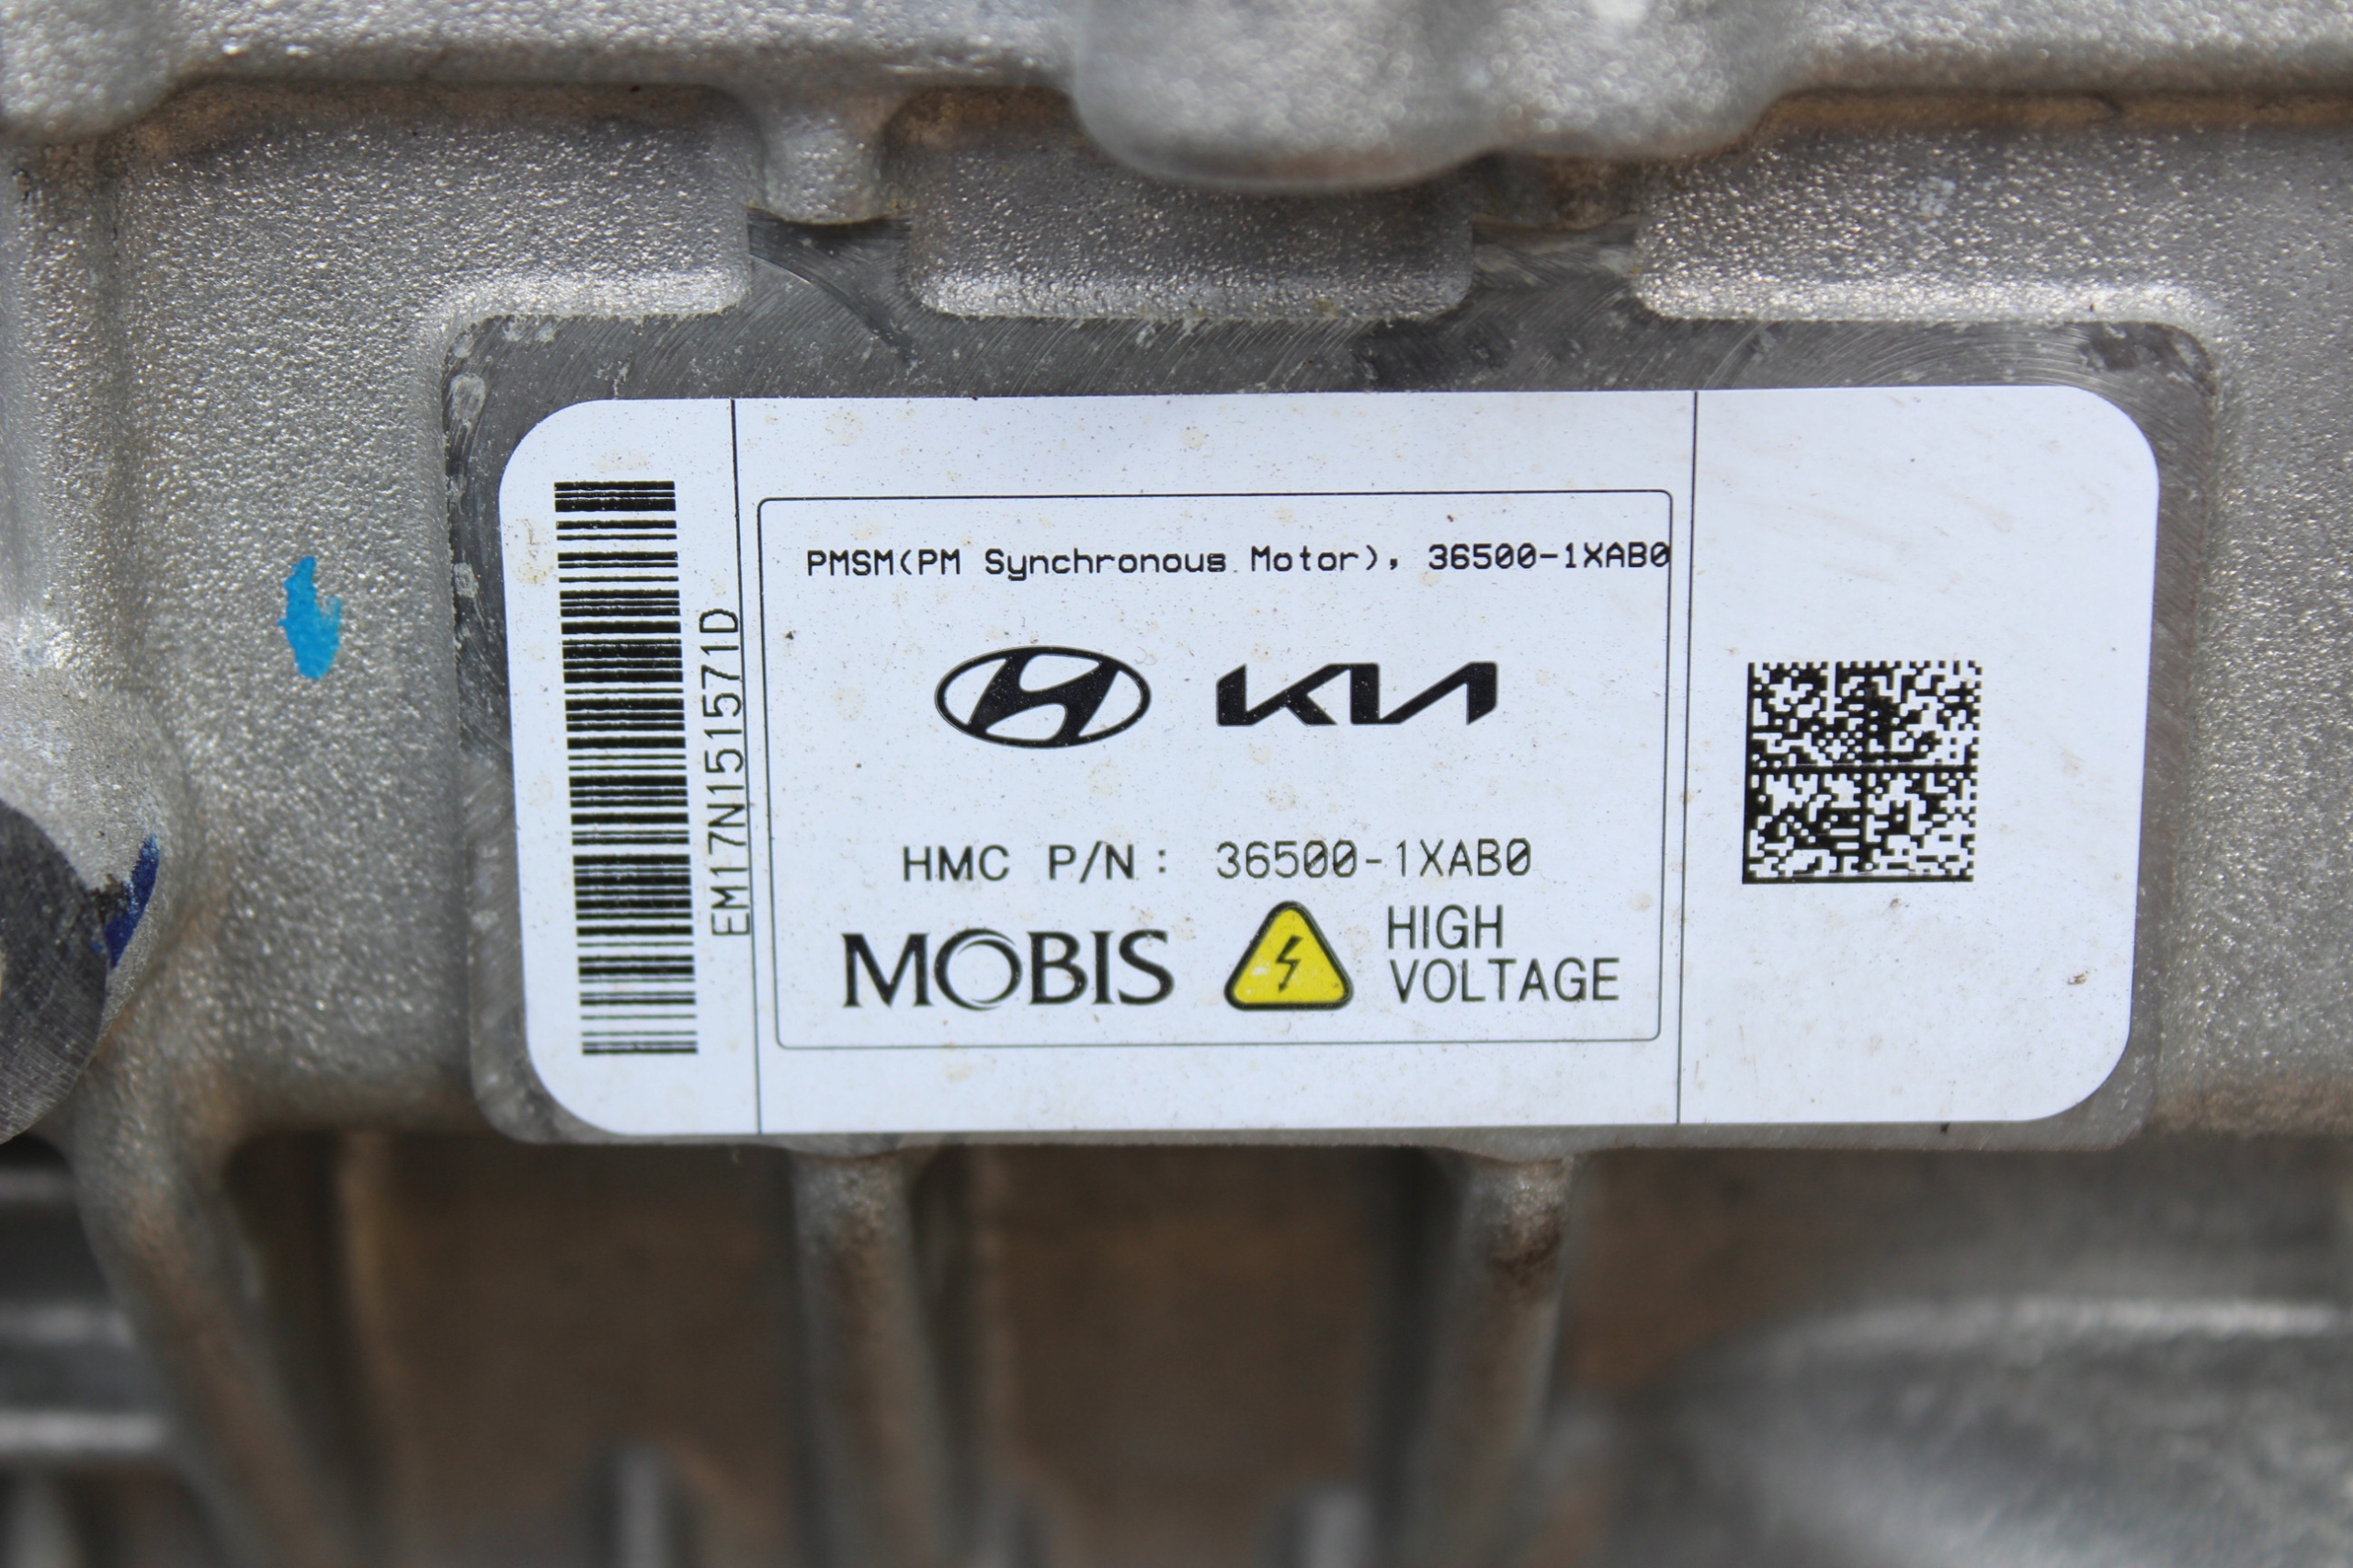 EM17N151571D
PMSM(PM Synchronous Motor), 36500-1XAB0
KIA
HMC P/N: 36500-1XAB0
MOBIS
HIGH
VOLTAGE